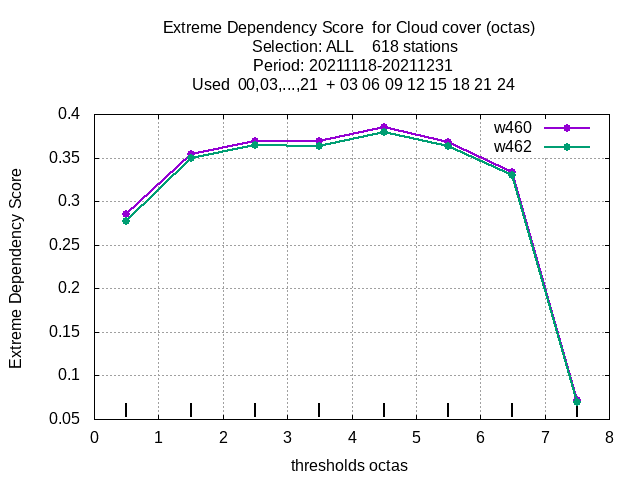 Extreme Dependency Score  for Cloud cover (octas)
Selection: ALL    618 stations
Period: 20211118-20211231
Used  00,03,...,21  + 03 06 09 12 15 18 21 24
w460
w462
Extreme Dependency Score
0.4
0.35
0.3
0.25
0.2
0.15
0.1
0.05
0 1 2 3 4 5 6 7 8
thresholds octas